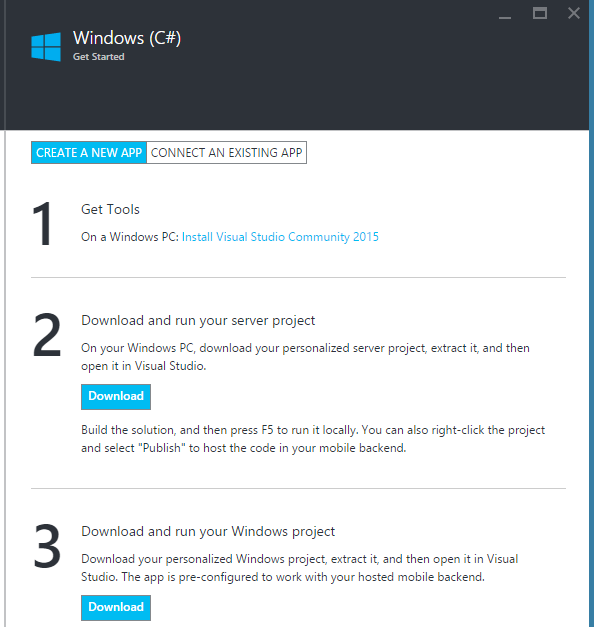 Windows (C#)
Get Started
CREATE A NEW APP
CONNECT AN EXISTING APP
1
Get Tools
On a Windows PC: Install Visual Studio Community 2015
2
Download and run your server project
On your Windows PC, download your personalized server project, extract it, and then
open it in Visual Studio.
Download
Build the solution, and then press F5 to run it locally. You can also right-click the project
and select "Publish" to host the code in your mobile backend.
3
Download and run your Windows project
Download your personalized Windows project, extract it, and then open it in Visual
Studio. The app is pre-configured to work with your hosted mobile backend.
Download